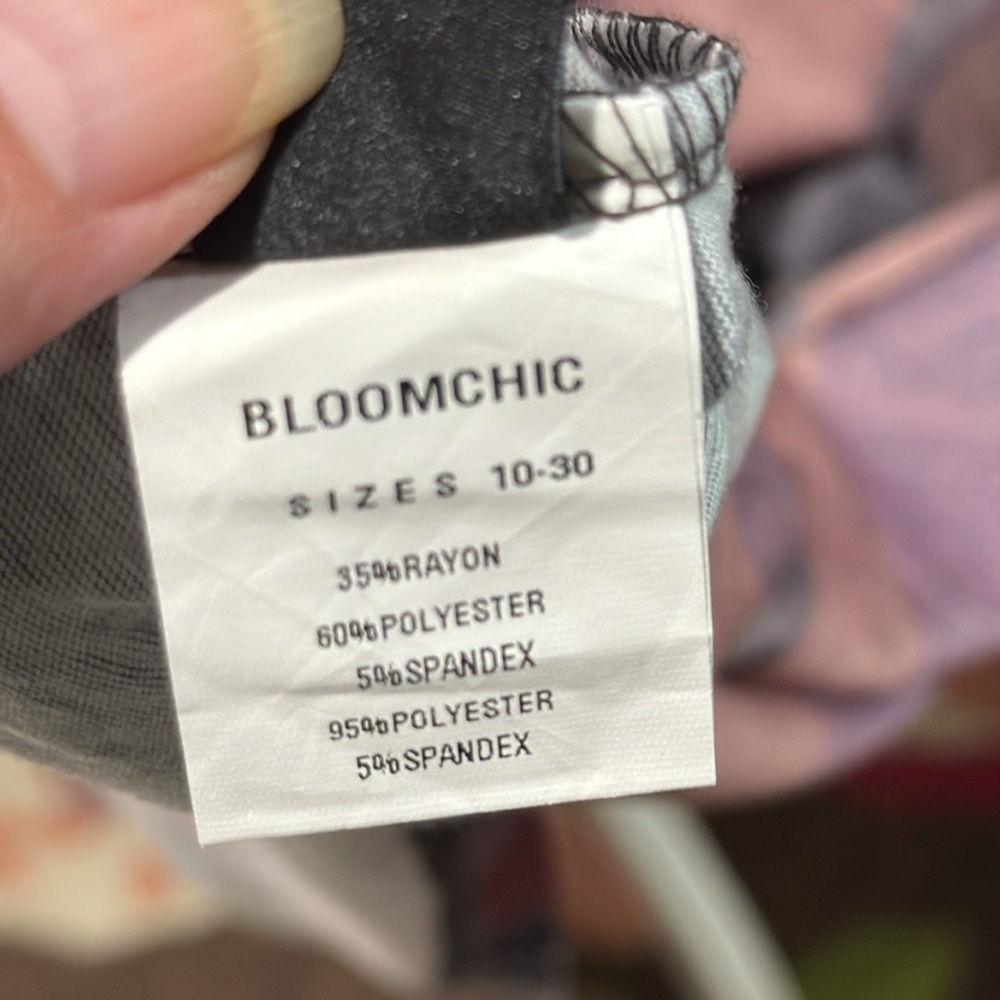 BLOOMCHIC
SIZES 10-30
35%RAYON
60%POLYESTER
5%SPANDEX
95%POLYESTER
5%SPANDEX